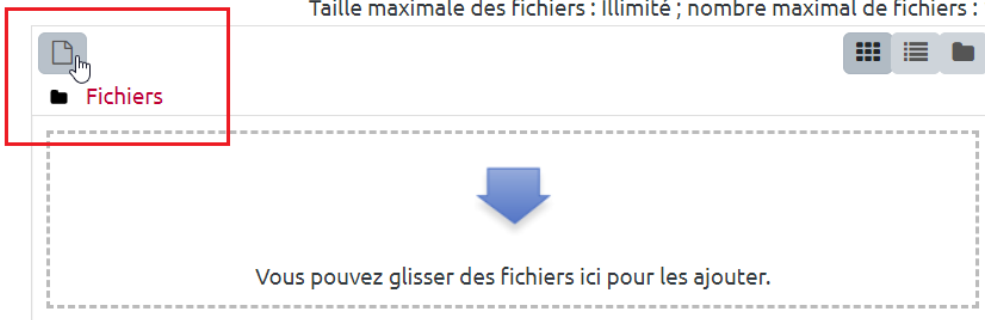 Taille maximale des fichiers : Illimité ; nombre maximal de fichiers :
Fichiers
Vous pouvez glisser des fichiers ici pour les ajouter.